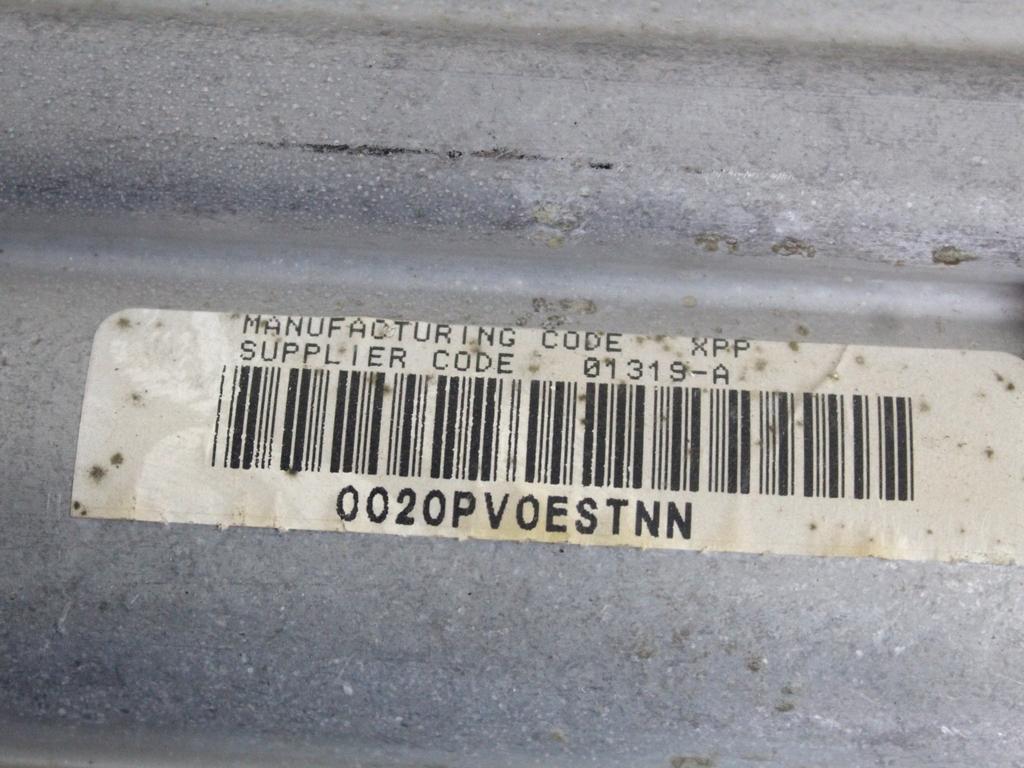 MANUFACTURING CODE XPP
SUPPLIER CODE 01319-A
0020PV0ESTNN